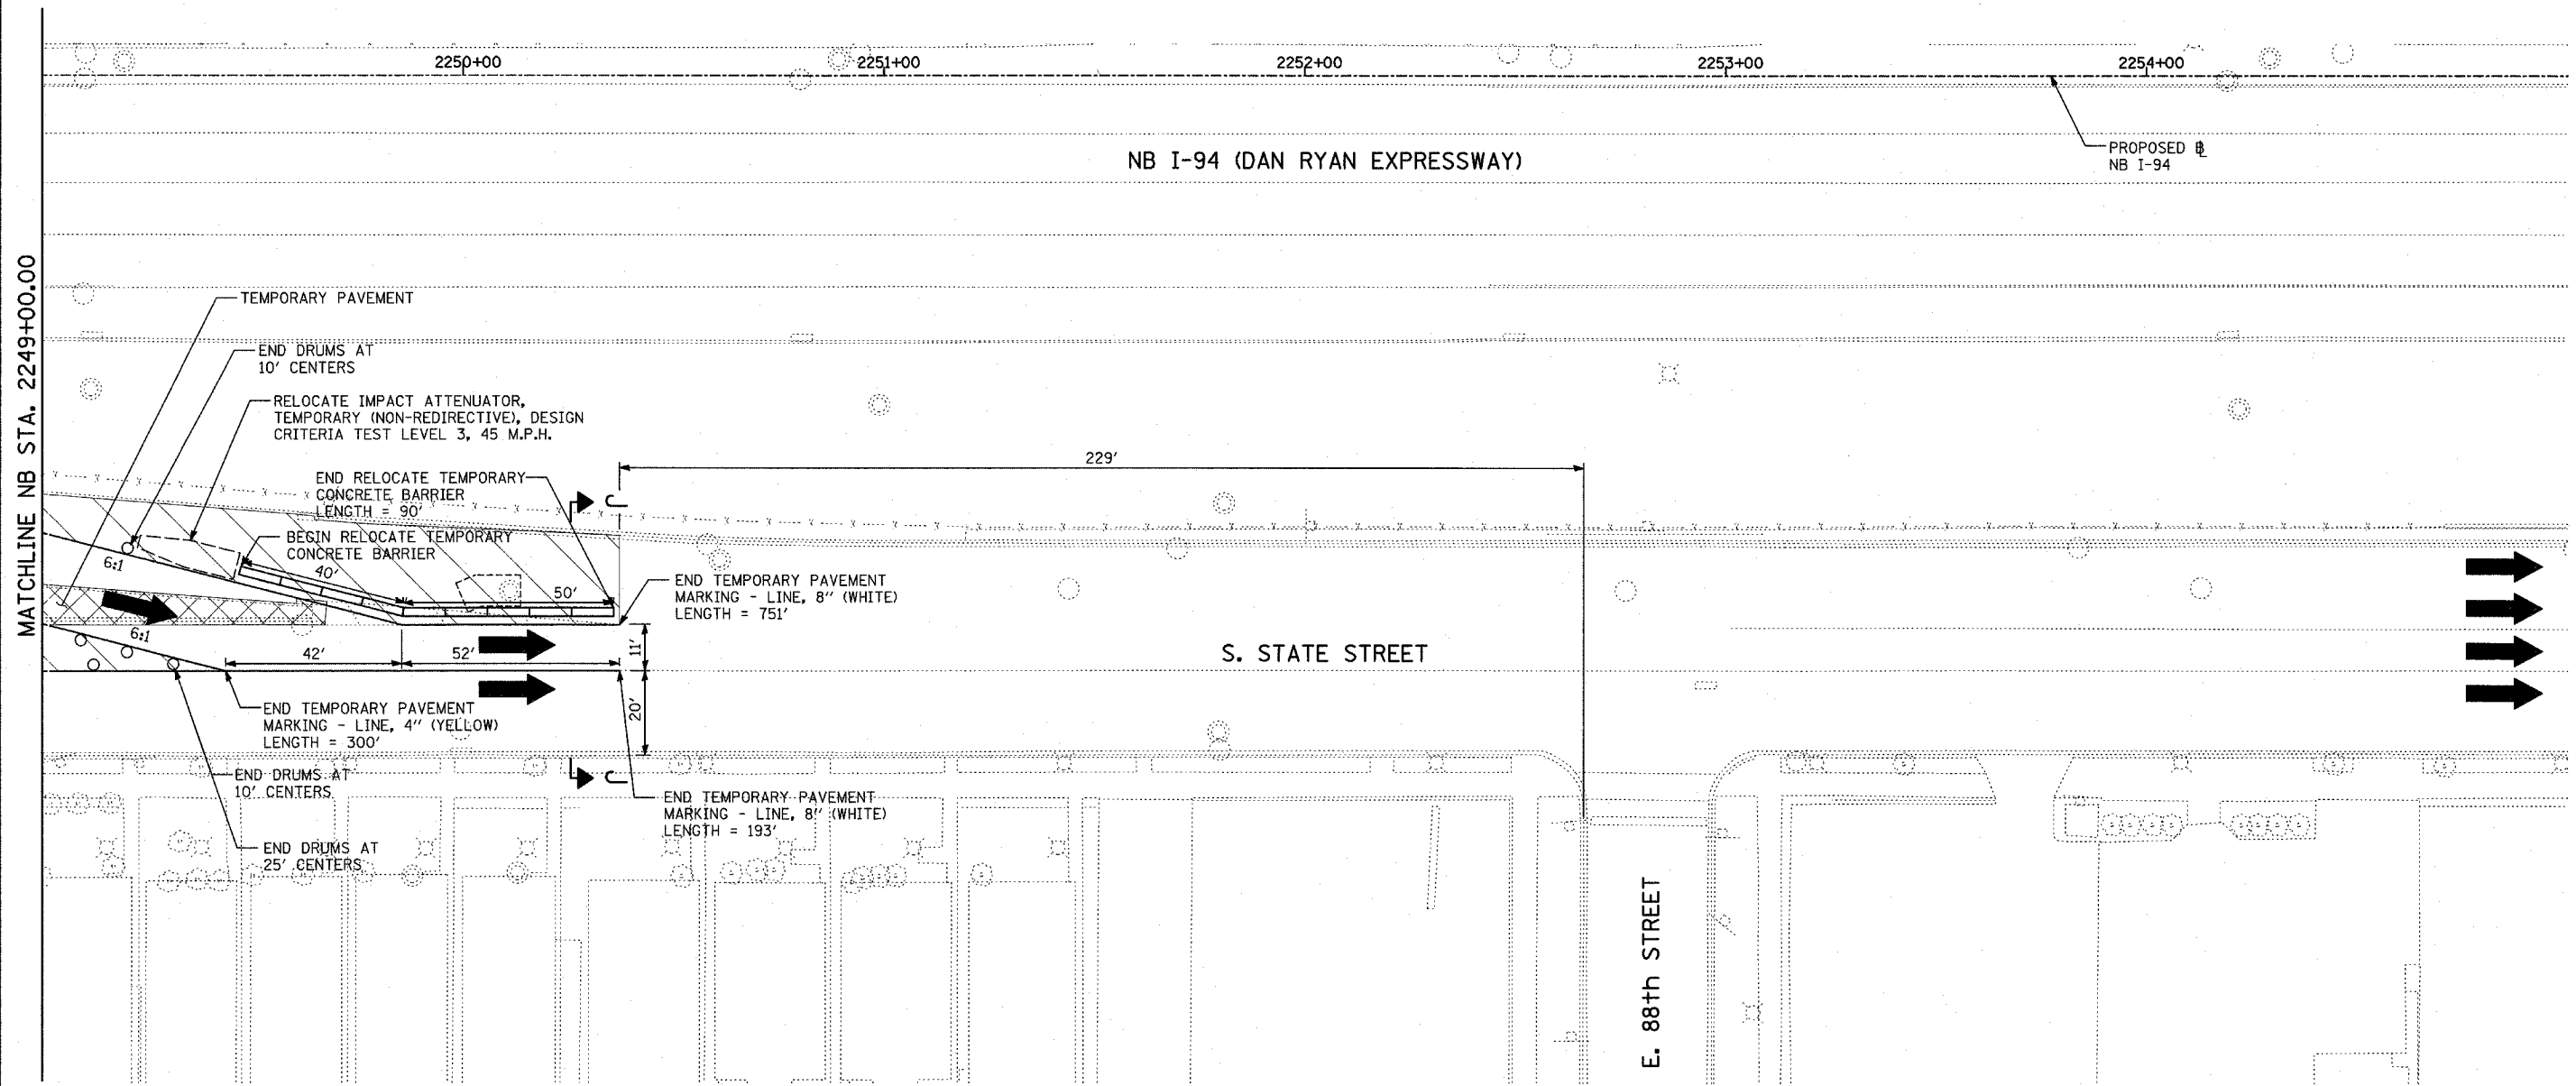 2250+00
2251+00
2252+00
2253+00
2254+00
NB I-94 (DAN RYAN EXPRESSWAY)
PROPOSED ⅊
NB I-94
MATCHLINE NB STA. 2249+00.00
TEMPORARY PAVEMENT
END DRUMS AT
10' CENTERS
RELOCATE IMPACT ATTENUATOR,
TEMPORARY (NON-REDIRECTIVE), DESIGN
CRITERIA TEST LEVEL 3, 45 M.P.H.
END RELOCATE TEMPORARY
CONCRETE BARRIER
LENGTH = 90'
BEGIN RELOCATE TEMPORARY
CONCRETE BARRIER
229'
J
6:1
40'
50'
END TEMPORARY PAVEMENT
MARKING - LINE, 8" (WHITE)
LENGTH = 751'
6:1
42'
52'
11'
20'
S. STATE STREET
END TEMPORARY PAVEMENT
MARKING - LINE, 4" (YELLOW)
LENGTH = 300'
END DRUMS AT
10' CENTERS
J
END TEMPORARY PAVEMENT
MARKING - LINE, 8" (WHITE)
LENGTH = 193'
END DRUMS AT
25' CENTERS
E. 88th STREET